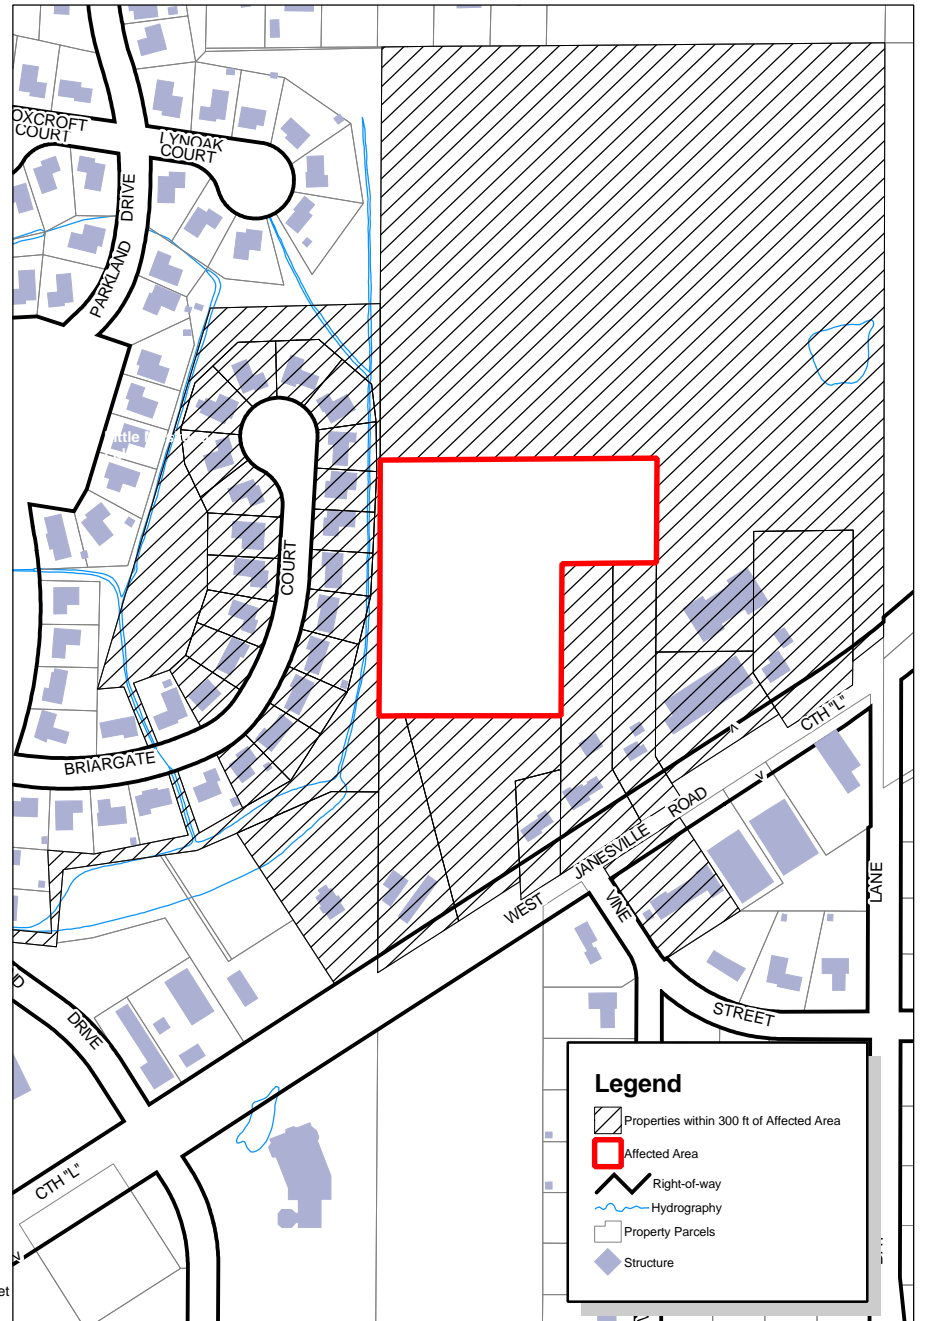 OXCROFT
COURT
LYNOAK
COURT
DRIVE
PARKLAND
COURT
BRIARGATE
CTH "L"
ROAD
JANESVILLE
WEST
VINE
LANE
STREET
DRIVE
CTH "L"
Legend
Properties within 300 ft of Affected Area
Affected Area
Right-of-way
Hydrography
Property Parcels
Structure
et